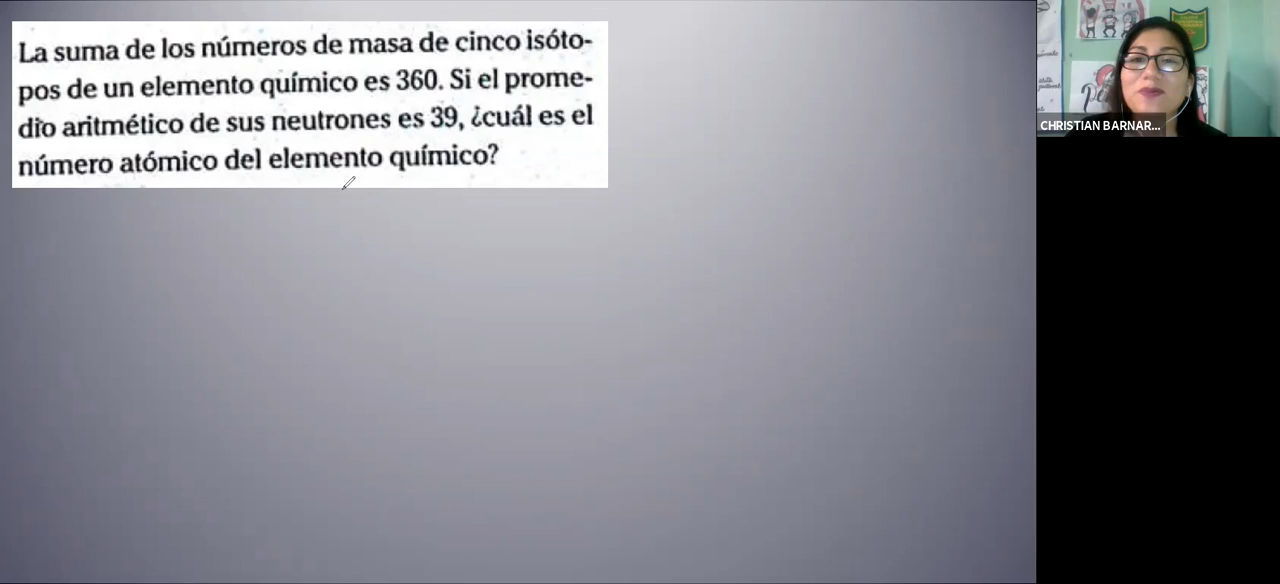 La suma de los números de masa de cinco isóto-
pos de un elemento químico es 360. Si el prome-
dio aritmético de sus neutrones es 39, ¿cuál es el
número atómico del elemento químico?
CHRISTIAN BARNAR...